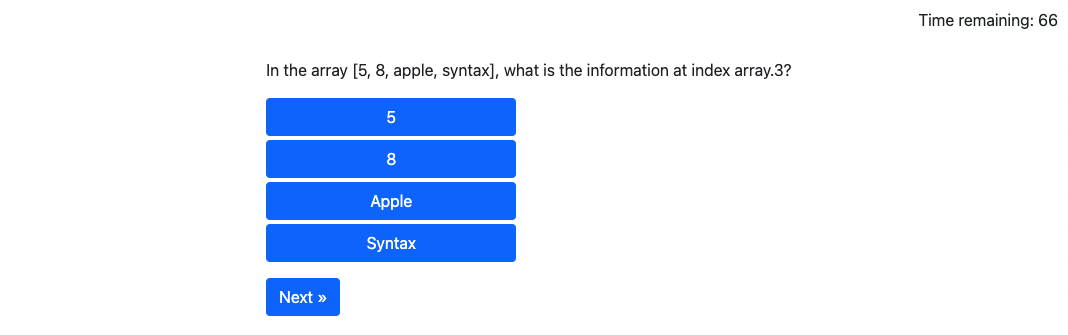 Time remaining: 66
In the array [5, 8, apple, syntax], what is the information at index array.3?
5
8
Apple
Syntax
Next »